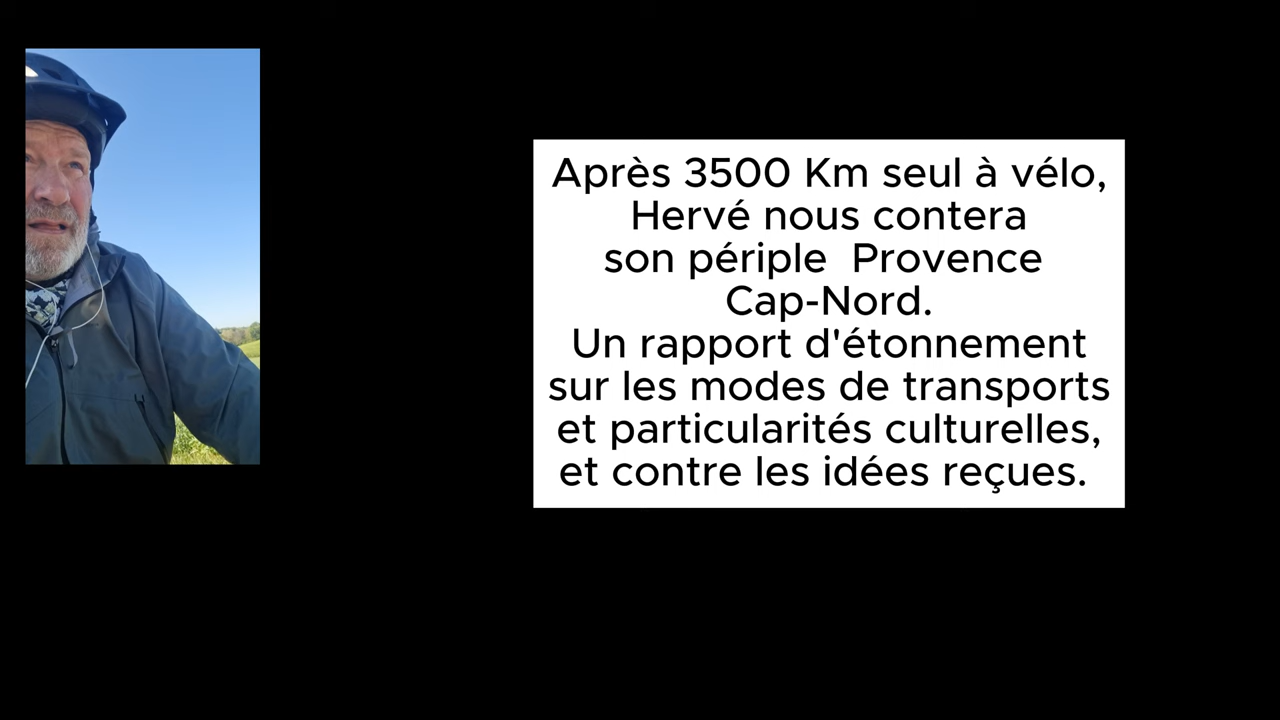 Après 3500 Km seul à vélo,
Hervé nous contera
son périple  Provence
Cap-Nord.
Un rapport d'étonnement
sur les modes de transports
et particularités culturelles,
et contre les idées reçues.